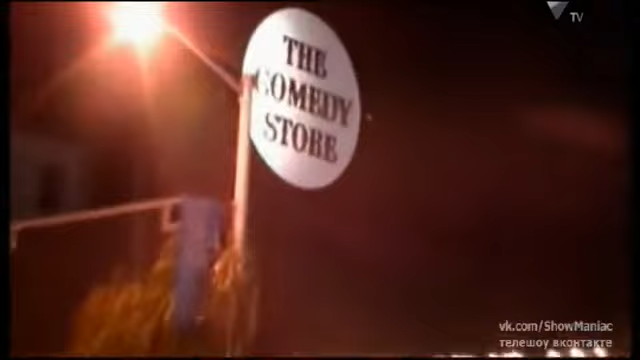 TV
THE
COMEDY
STORE
vk.com/ShowManiac
телешоу вконтакте